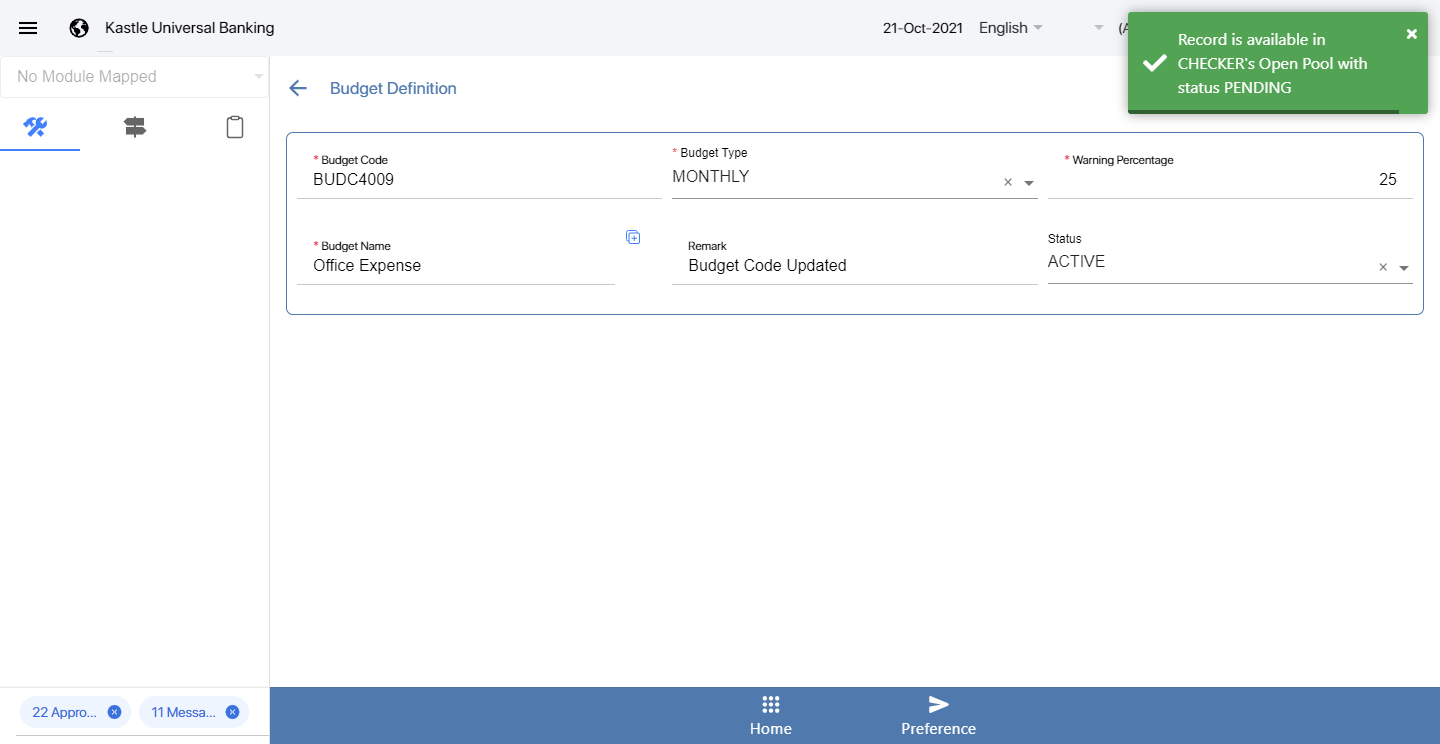 Kastle Universal Banking
21-Oct-2021
English
Record is available in
CHECKER's Open Pool with
status PENDING
No Module Mapped
Budget Definition
* Budget Code
BUDC4009
* Budget Type
MONTHLY
* Warning Percentage
25
* Budget Name
Office Expense
Remark
Budget Code Updated
Status
ACTIVE
22 Appro...
11 Messa...
Home
Preference